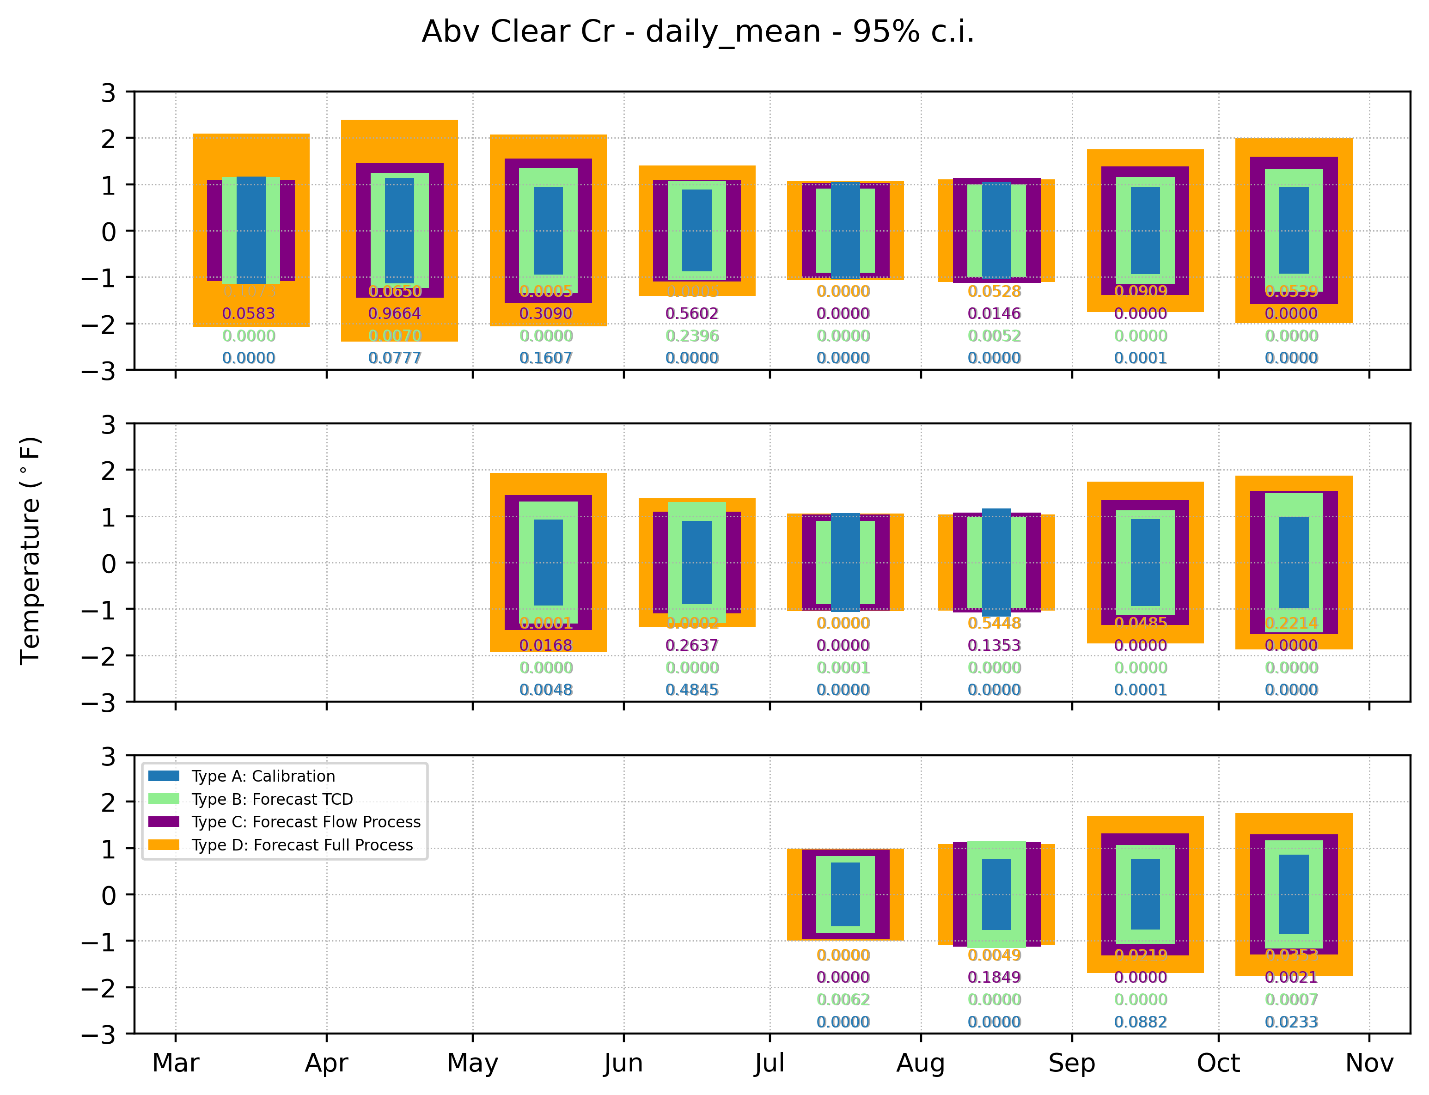 Abv Clear Cr - daily_mean - 95% c.i.
Temperature (°F)
3
2
1
0
−1
−2
−3
0.0650 0.0005 0.0000 0.0528 0.0909 0.0539
0.0583 0.9664 0.3090 0.5602 0.0000 0.0146 0.0000 0.0000
0.0000 0.0070 0.0000 0.2396 0.0000 0.0052 0.0000 0.0000
0.0000 0.0777 0.1607 0.0000 0.0000 0.0000 0.0001 0.0000
3
2
1
0
−1
−2
−3
0.0001 0.0002 0.0000 0.5448 0.0485 0.2214
0.0168 0.2637 0.0000 0.1353 0.0000 0.0000
0.0000 0.0000 0.0001 0.0000 0.0000 0.0000
0.0048 0.4845 0.0000 0.0000 0.0001 0.0000
3
2
1
0
−1
−2
−3
Type A: Calibration
Type B: Forecast TCD
Type C: Forecast Flow Process
Type D: Forecast Full Process
0.0000 0.0049 0.0219
0.0000 0.1849 0.0000 0.0021
0.0062 0.0000 0.0000 0.0007
0.0000 0.0000 0.0882 0.0233
Mar Apr May Jun Jul Aug Sep Oct Nov